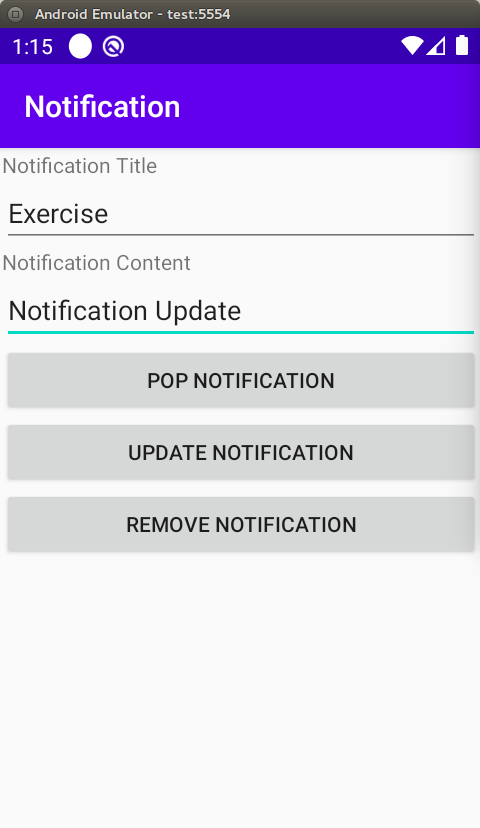 Android Emulator - test:5554
1:15
Notification
Notification Title
Exercise
Notification Content
Notification Update
POP NOTIFICATION
UPDATE NOTIFICATION
REMOVE NOTIFICATION